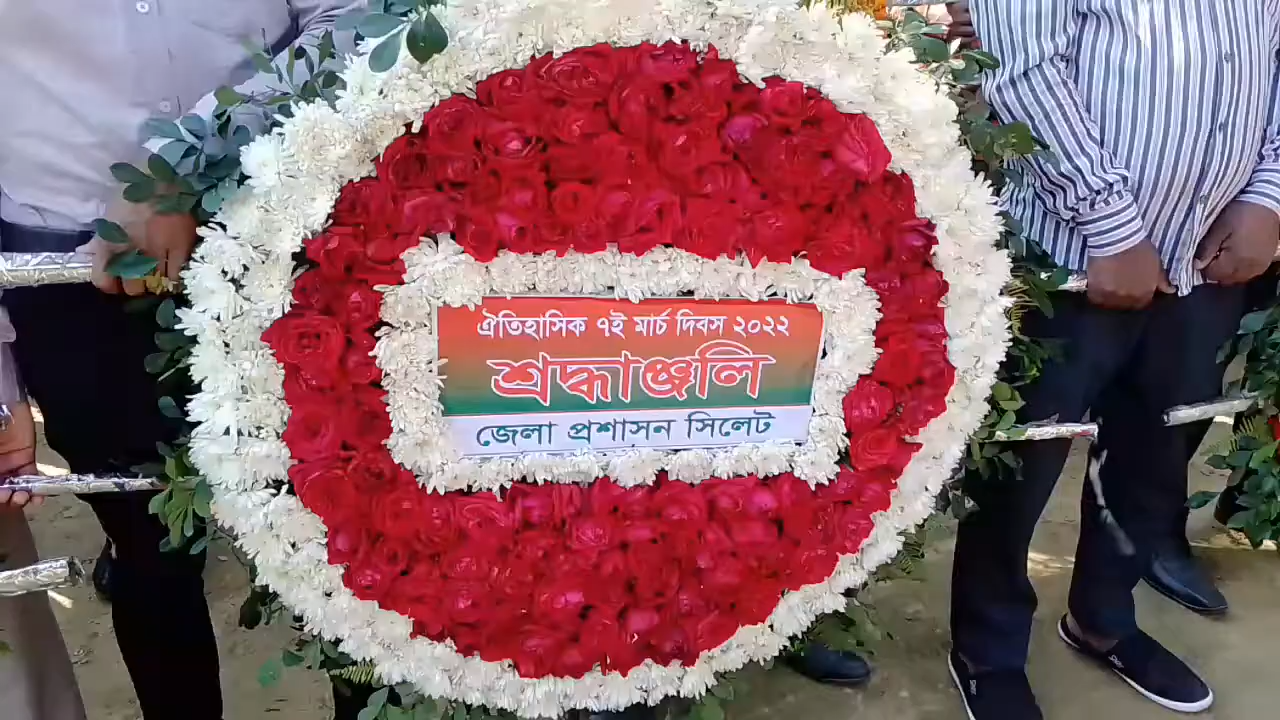 ঐতিহাসিক ৭ই মার্চ দিবস ২০২২
শ্রদ্ধাঞ্জলি
জেলা প্রশাসন সিলেট